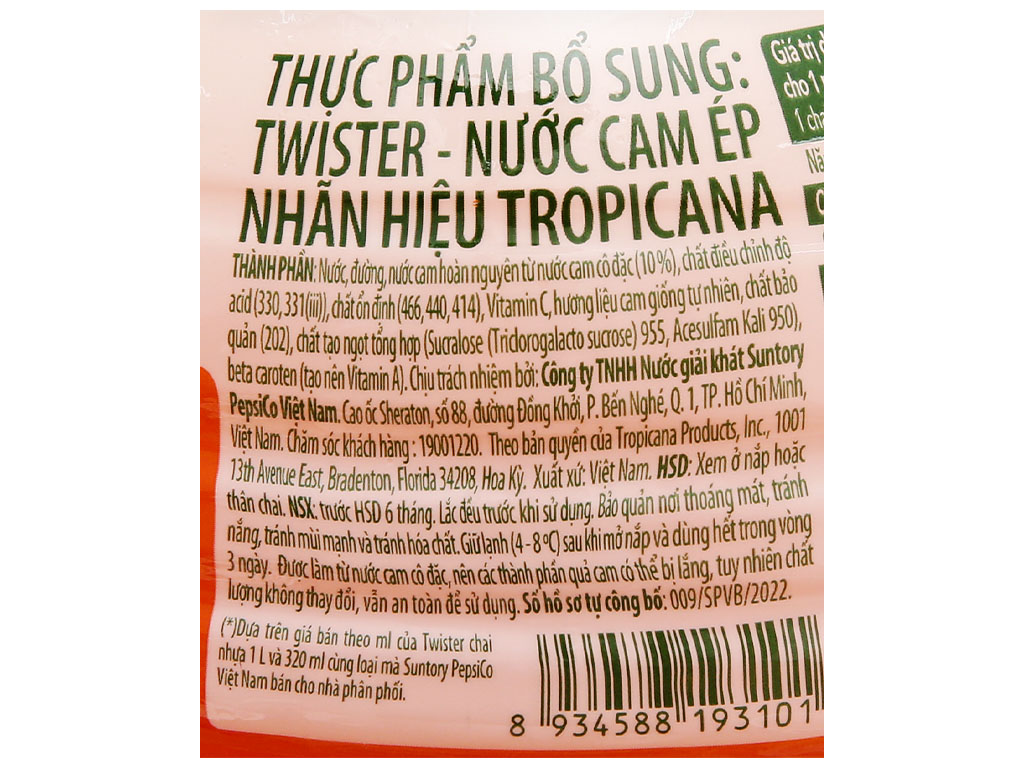 THỰC PHẨM BỔ SUNG:
TWISTER - NƯỚC CAM ÉP
NHÃN HIỆU TROPICANA
THÀNH PHẦN: Nước, đường, nước cam hoàn nguyên từ nước cam cô đặc (10%), chất điều chỉnh độ
acid (330, 331(iii)), chất ổn định (466, 440, 414), Vitamin C, hương liệu cam giống tự nhiên, chất bảo
quản (202), chất tạo ngọt tổng hợp (Sucralose (Triclorogalacto sucrose) 955, Acesulfam Kali 950),
beta caroten (tạo nên Vitamin A). Chịu trách nhiệm bởi: Công ty TNHH Nước giải khát Suntory
PepsiCo Việt Nam. Cao ốc Sheraton, số 88, đường Đồng Khởi, P. Bến Nghé, Q. 1, TP. Hồ Chí Minh,
Việt Nam. Chăm sóc khách hàng : 19001220. Theo bản quyền của Tropicana Products, Inc., 1001
13th Avenue East, Bradenton, Florida 34208, Hoa Kỳ. Xuất xứ: Việt Nam. HSD: Xem ở nắp hoặc
thân chai. NSX: trước HSD 6 tháng. Lắc đều trước khi sử dụng. Bảo quản nơi thoáng mát, tránh
nắng, tránh mùi mạnh và tránh hóa chất. Giữ lạnh (4 - 8 °C) sau khi mở nắp và dùng hết trong vòng
3 ngày. Được làm từ nước cam cô đặc, nên các thành phần quả cam có thể bị lắng, tuy nhiên chất
lượng không thay đổi, vẫn an toàn để sử dụng. Số hồ sơ tự công bố: 009/SPVB/2022.
(*)Dựa trên giá bán theo ml của Twister chai
nhựa 1 L và 320 ml cùng loại mà Suntory PepsiCo
Việt Nam bán cho nhà phân phối.
8 934588 193101
Giá trị
cho 1
1